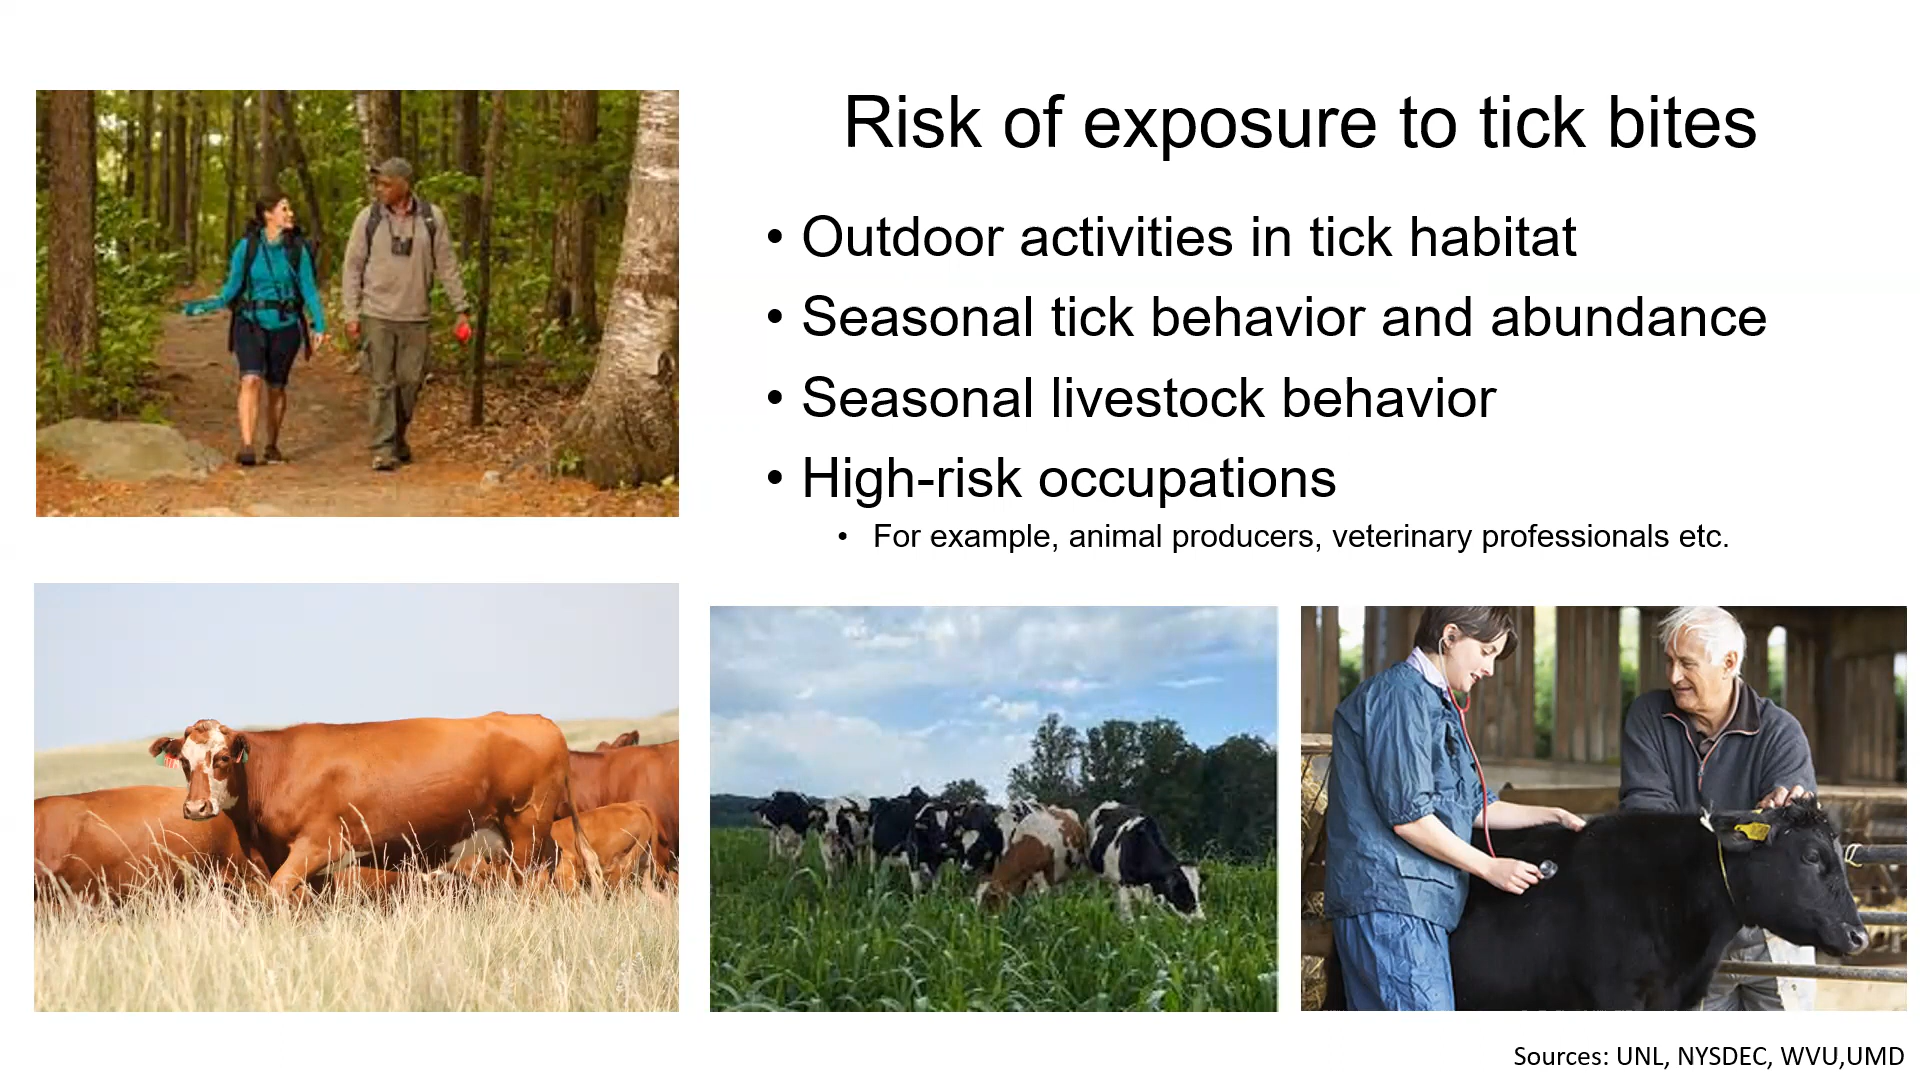 Risk of exposure to tick bites
• Outdoor activities in tick habitat
• Seasonal tick behavior and abundance
• Seasonal livestock behavior
• High-risk occupations
• For example, animal producers, veterinary professionals etc.
Sources: UNL, NYSDEC, WVU,UMD